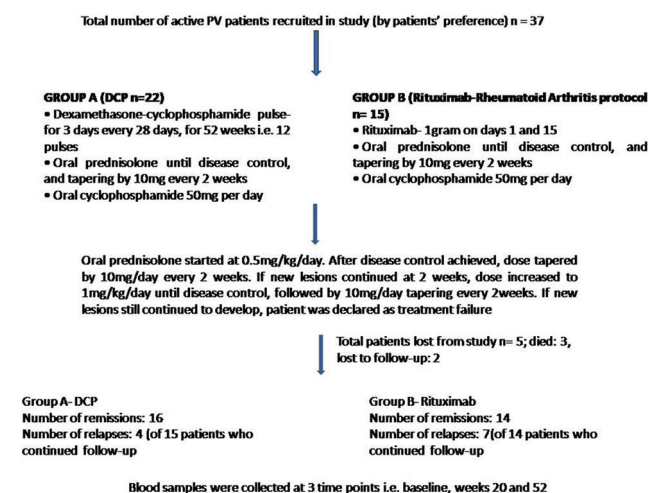 Total number of active PV patients recruited in study (by patients' preference) n = 37
GROUP A (DCP n=22)
• Dexamethasone-cyclophosphamide pulse-
for 3 days every 28 days, for 52 weeks i.e. 12
pulses
• Oral prednisolone until disease control,
and tapering by 10mg every 2 weeks
• Oral cyclophosphamide 50mg per day
GROUP B (Rituximab-Rheumatoid Arthritis protocol
n= 15)
• Rituximab- 1gram on days 1 and 15
• Oral prednisolone until disease control, and
tapering by 10mg every 2 weeks
• Oral cyclophosphamide 50mg per day
Oral prednisolone started at 0.5mg/kg/day. After disease control achieved, dose tapered
by 10mg/day every 2 weeks. If new lesions continued at 2 weeks, dose increased to
1mg/kg/day until disease control, followed by 10mg/day tapering every 2weeks. If new
lesions still continued to develop, patient was declared as treatment failure
Total patients lost from study n= 5; died: 3,
lost to follow-up: 2
Group A- DCP
Number of remissions: 16
Number of relapses: 4 (of 15 patients who
continued follow-up
Group B- Rituximab
Number of remissions: 14
Number of relapses: 7(of 14 patients who
continued follow-up
Blood samples were collected at 3 time points i.e. baseline, weeks 20 and 52